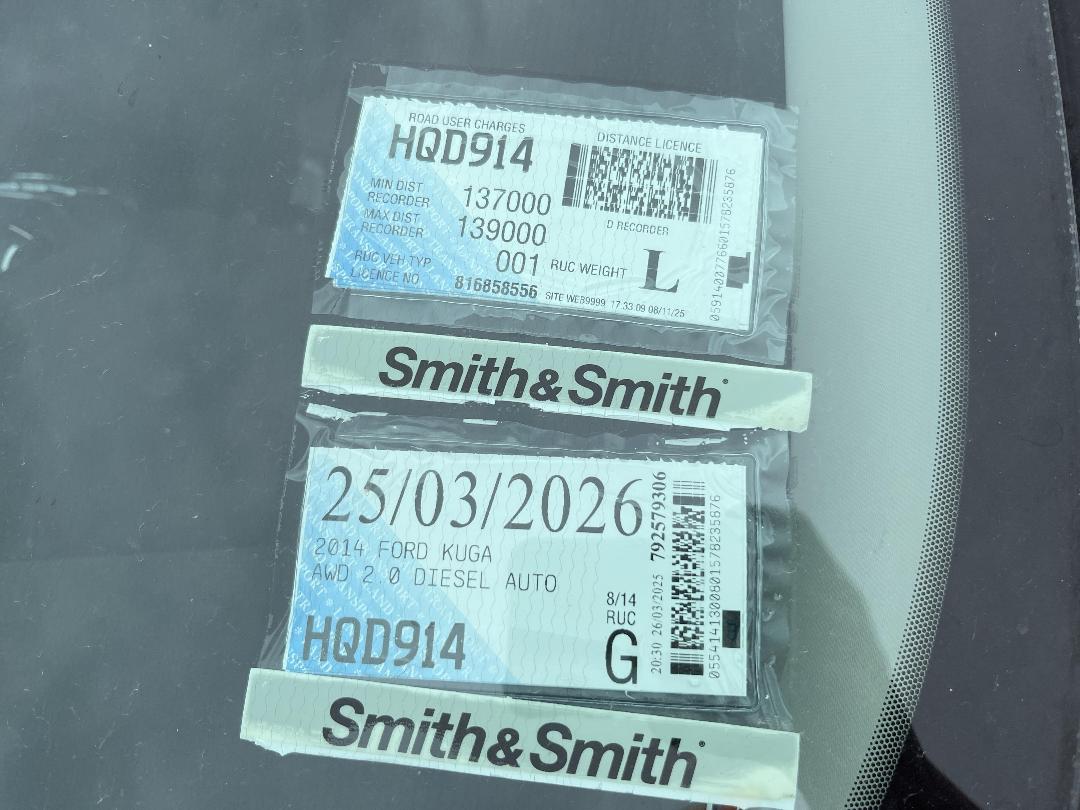 ROAD USER CHARGES
HQD914
DISTANCE LICENCE
MIN DIST
RECORDER
137000
MAX DIST
RECORDER
139000
D RECORDER
RUC VEH TYP
001
RUC WEIGHT
L
LICENCE NO.
816858556
SITE WEB9999 17:33:09 08/11/25
0591400776601578235876
Smith&Smith
25/03/2026
2014 FORD KUGA
AWD 2.0 DIESEL AUTO
8/14
RUC
G
HQD914
20:30 26/03/2025 792579306
0554141300801578235876
Smith&Smith